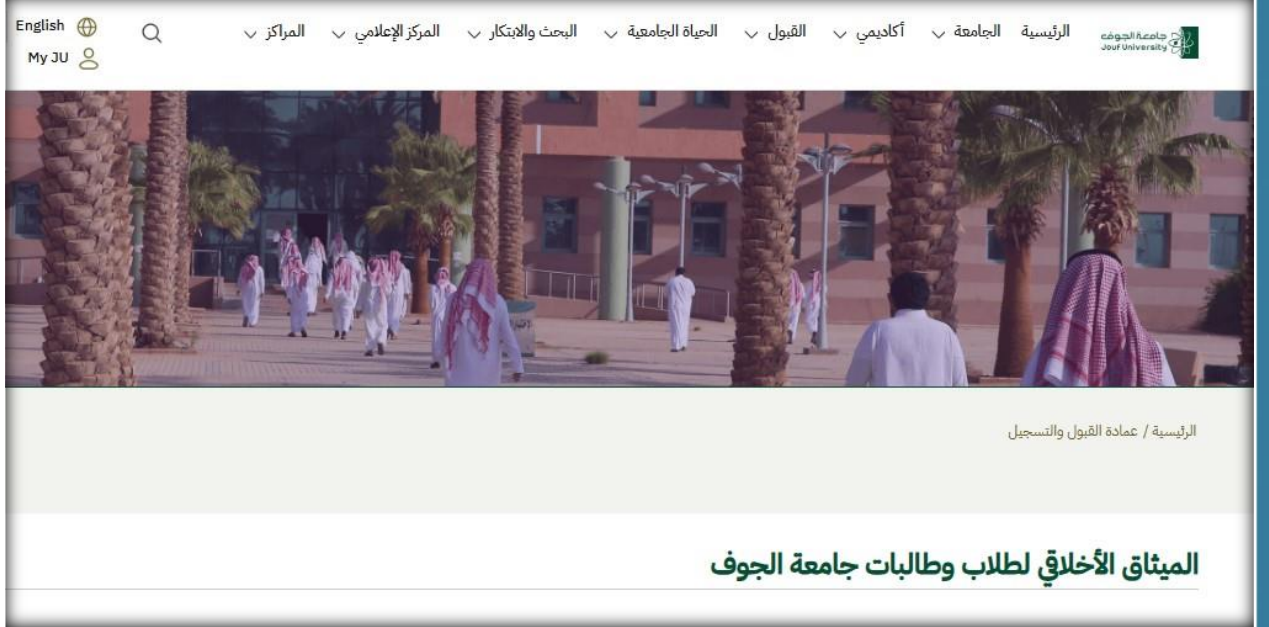 جامعة الجوف
Jouf University
الرئيسية الجامعة أكاديمي القبول الحياة الجامعية البحث والابتكار المركز الإعلامي المراكز
English
My JU
الرئيسية / عمادة القبول والتسجيل
الميثاق الأخلاقي لطلاب وطالبات جامعة الجوف